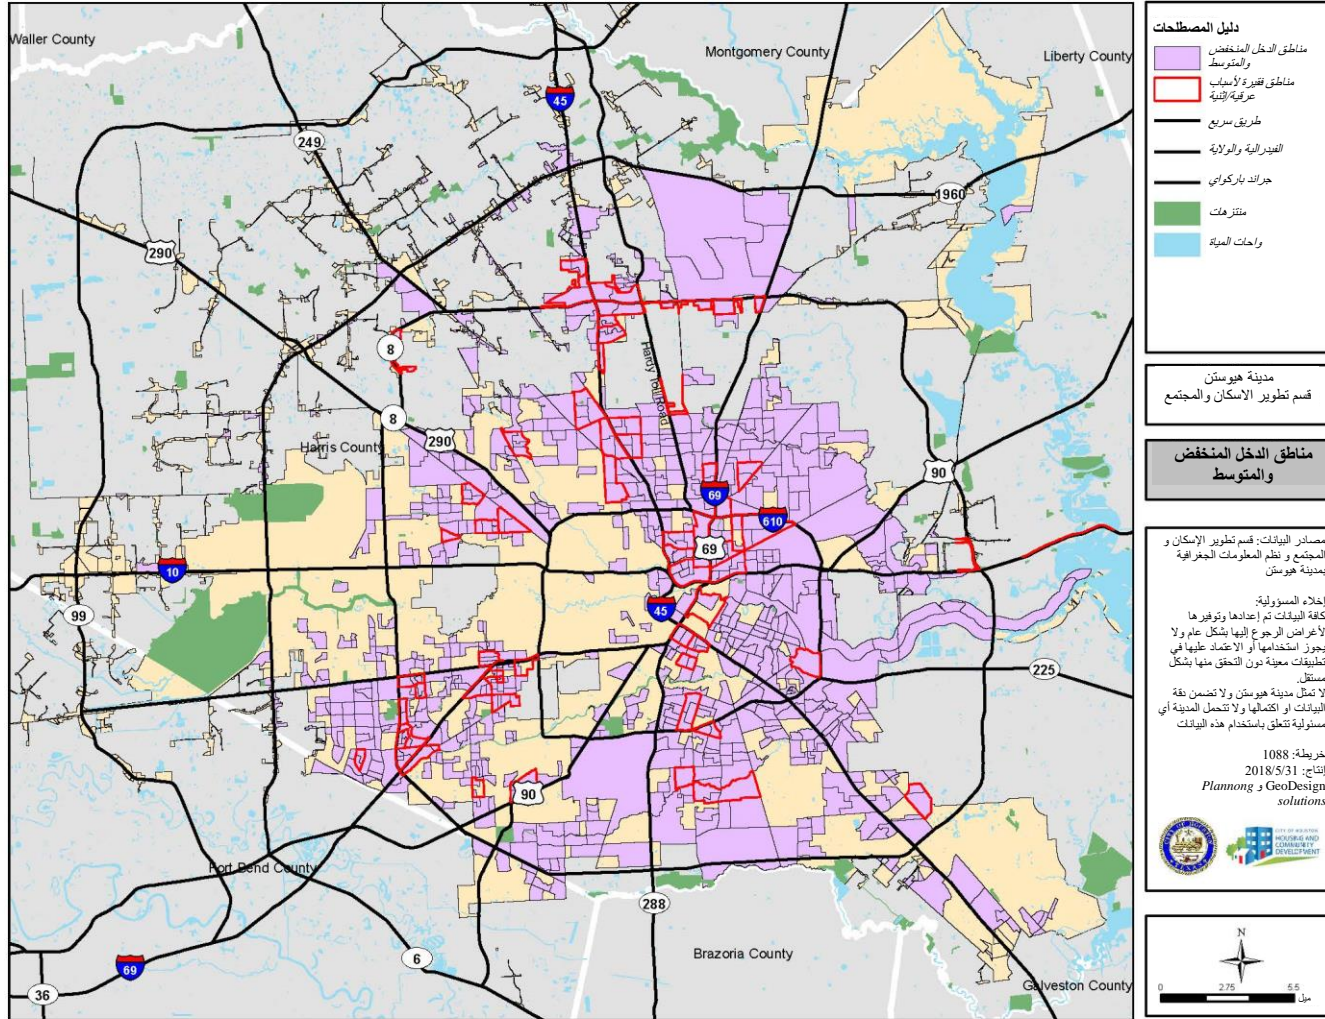 Waller County
Montgomery County
Liberty County
45
249
1960
290
8
Hardy Toll Road
8
290
Harris County
90
69
610
69
10
45
99
225
90
Fort Bend County
288
Brazoria County
6
69
36
Galveston County
دليل المصطلحات
مناطق الدخل المنخفض
والمتوسط
مناطق فقيرة لأسباب
عرقية/إثنية
طريق سريع
الفيدرالية والولاية
جراند باركواي
منتزهات
واحات المياة
مدينة هيوستن
قسم تطوير الاسكان والمجتمع
مناطق الدخل المنخفض
والمتوسط
مصادر البيانات: قسم تطوير الإسكان و
المجتمع و نظم المعلومات الجغرافية
بمدينة هيوستن
إخلاء المسؤولية:
كافة البيانات تم إعدادها وتوفيرها
لأغراض الرجوع إليها بشكل عام ولا
يجوز استخدامها أو الاعتماد عليها في
تطبيقات معينة دون التحقق منها بشكل
مستقل.
لا تمثل مدينة هيوستن ولا تضمن دقة
البيانات او اكتمالها ولا تتحمل المدينة أي
مسئولية تتعلق باستخدام هذه البيانات
خريطة: 1088
إنتاج: 2018/5/31
GeoDesign و Plannong
solutions
CITY OF HOUSTON
HOUSING AND
COMMUNITY
DEVELOPMENT
N
0 2.75 5.5
ميل